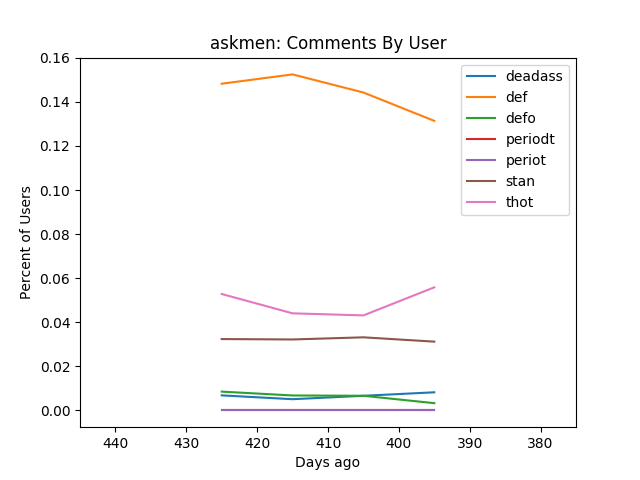 askmen: Comments By User
0.16
0.14
0.12
0.10
0.08
0.06
0.04
0.02
0.00
Percent of Users
deadass
def
defo
periodt
periot
stan
thot
440 430 420 410 400 390 380
Days ago